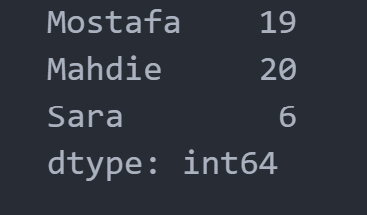 Mostafa    19
Mahdie     20
Sara        6
dtype: int64